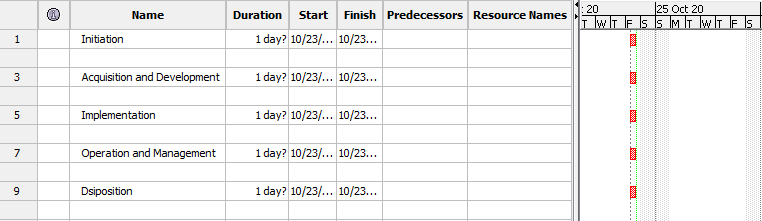 Name Duration Start Finish Predecessors Resource Names
: 20 25 Oct 20
T W T F S S M T W T F S
1 Initiation 1 day? 10/23/... 10/23...
3 Acquisition and Development 1 day? 10/23/... 10/23...
5 Implementation 1 day? 10/23/... 10/23...
7 Operation and Management 1 day? 10/23/... 10/23...
9 Dsiposition 1 day? 10/23/... 10/23...